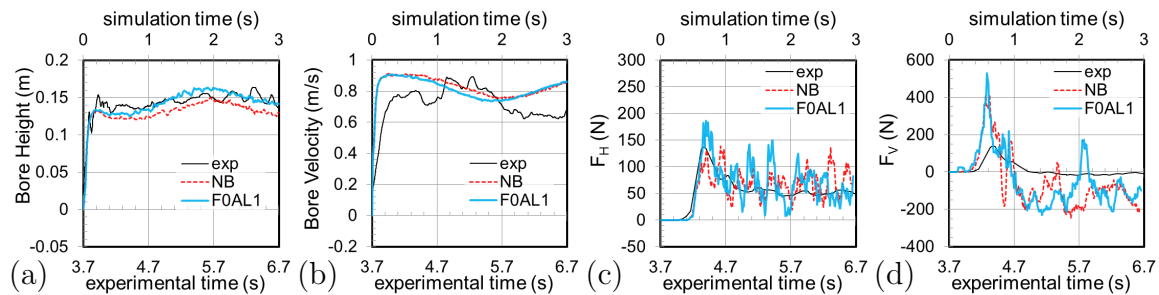 simulation time (s)
0 1 2 3
0.2
0.15
0.1
0.05
0
-0.05
Bore Height (m)
exp
NB
F0AL1
3.7 4.7 5.7 6.7
experimental time (s)
(a)
simulation time (s)
0 1 2 3
1
0.8
0.6
0.4
0.2
0
-0.2
Bore Velocity (m/s)
exp
NB
F0AL1
3.7 4.7 5.7 6.7
experimental time (s)
(b)
simulation time (s)
0 1 2 3
300
250
200
150
100
50
0
-50
FH (N)
exp
NB
F0AL1
3.7 4.7 5.7 6.7
experimental time (s)
(c)
simulation time (s)
0 1 2 3
600
400
200
0
-200
-400
FV (N)
exp
NB
F0AL1
3.7 4.7 5.7 6.7
experimental time (s)
(d)